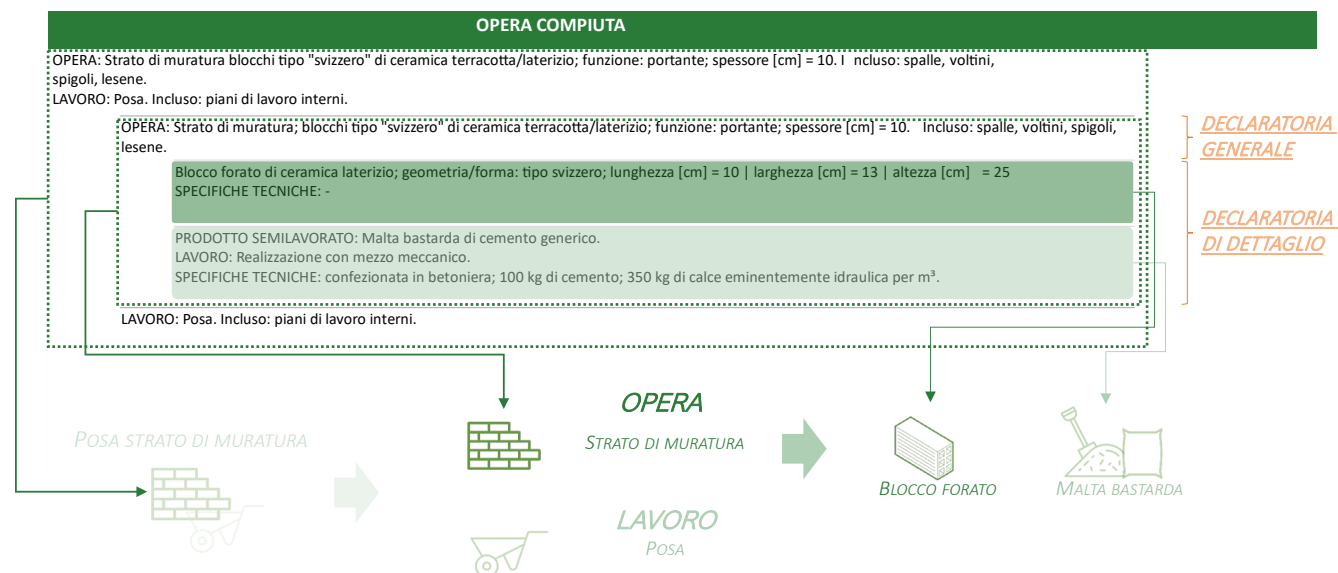 OPERA COMPIUTA
OPERA: Strato di muratura blocchi tipo "svizzero" di ceramica terracotta/laterizio; funzione: portante; spessore [cm] = 10. I ncluso: spalle, voltini,
spigoli, lesene.
LAVORO: Posa. Incluso: piani di lavoro interni.
OPERA: Strato di muratura; blocchi tipo "svizzero" di ceramica terracotta/laterizio; funzione: portante; spessore [cm] = 10. Incluso: spalle, voltini, spigoli,
lesene.
DECLARATORIA
GENERALE
Blocco forato di ceramica laterizio; geometria/forma: tipo svizzero; lunghezza [cm] = 10 | larghezza [cm] = 13 | altezza [cm] = 25
SPECIFICHE TECNICHE: -
DECLARATORIA
DI DETTAGLIO
PRODOTTO SEMILAVORATO: Malta bastarda di cemento generico.
LAVORO: Realizzazione con mezzo meccanico.
SPECIFICHE TECNICHE: confezionata in betoniera; 100 kg di cemento; 350 kg di calce eminentemente idraulica per m³.
LAVORO: Posa. Incluso: piani di lavoro interni.
OPERA
POSA STRATO DI MURATURA
STRATO DI MURATURA
BLOCCO FORATO
MALTA BASTARDA
LAVORO
POSA